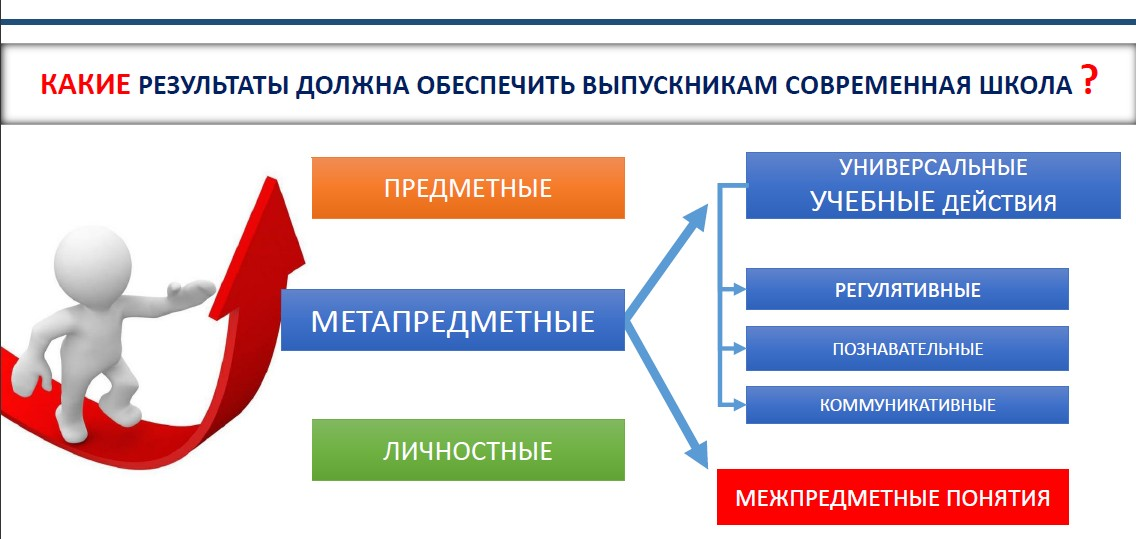 КАКИЕ РЕЗУЛЬТАТЫ ДОЛЖНА ОБЕСПЕЧИТЬ ВЫПУСКНИКАМ СОВРЕМЕННАЯ ШКОЛА ?
ПРЕДМЕТНЫЕ
МЕТАПРЕДМЕТНЫЕ
ЛИЧНОСТНЫЕ
УНИВЕРСАЛЬНЫЕ
УЧЕБНЫЕ ДЕЙСТВИЯ
РЕГУЛЯТИВНЫЕ
ПОЗНАВАТЕЛЬНЫЕ
КОММУНИКАТИВНЫЕ
МЕЖПРЕДМЕТНЫЕ ПОНЯТИЯ